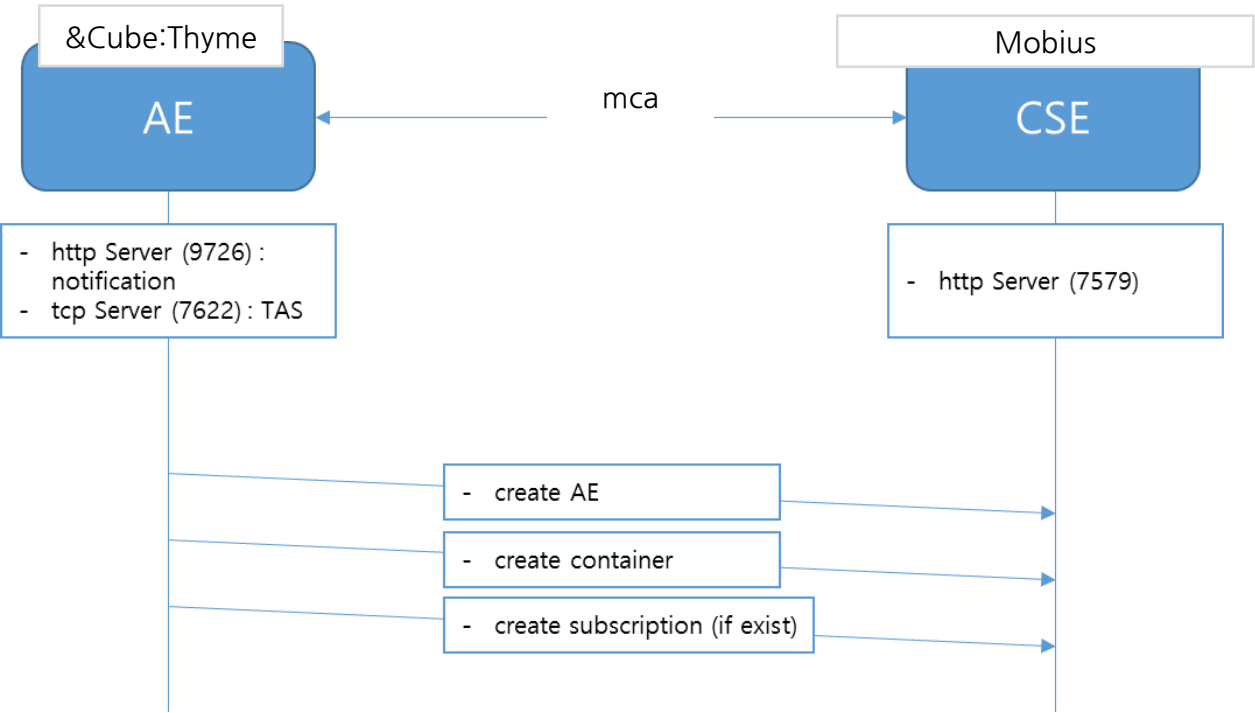 &Cube:Thyme
Mobius
AE
mca
CSE
- http Server (9726) :
notification
- tcp Server (7622) : TAS
- http Server (7579)
- create AE
- create container
- create subscription (if exist)